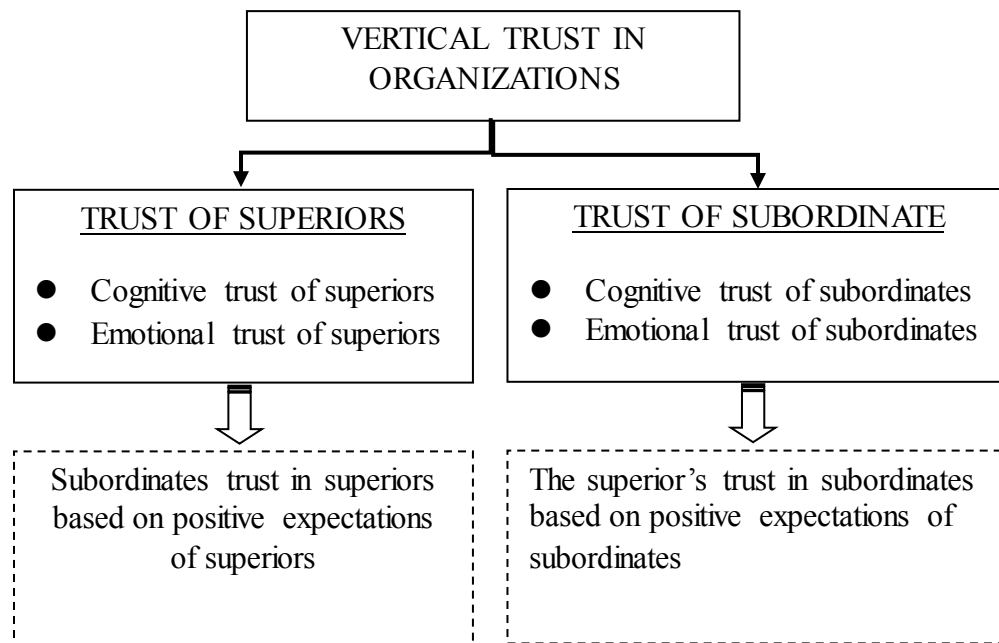 VERTICAL TRUST IN
ORGANIZATIONS
TRUST OF SUPERIORS
● Cognitive trust of superiors
● Emotional trust of superiors
TRUST OF SUBORDINATE
● Cognitive trust of subordinates
● Emotional trust of subordinates
Subordinates trust in superiors
based on positive expectations
of superiors
The superior’s trust in subordinates
based on positive expectations of
subordinates